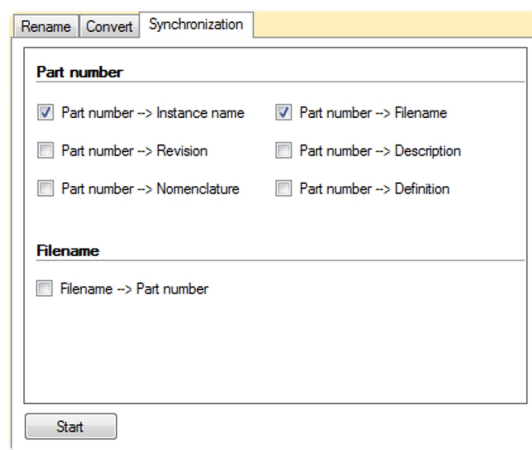 Rename Convert Synchronization
Part number
Part number --> Instance name Part number --> Filename
Part number --> Revision Part number --> Description
Part number --> Nomenclature Part number --> Definition
Filename
Filename --> Part number
Start